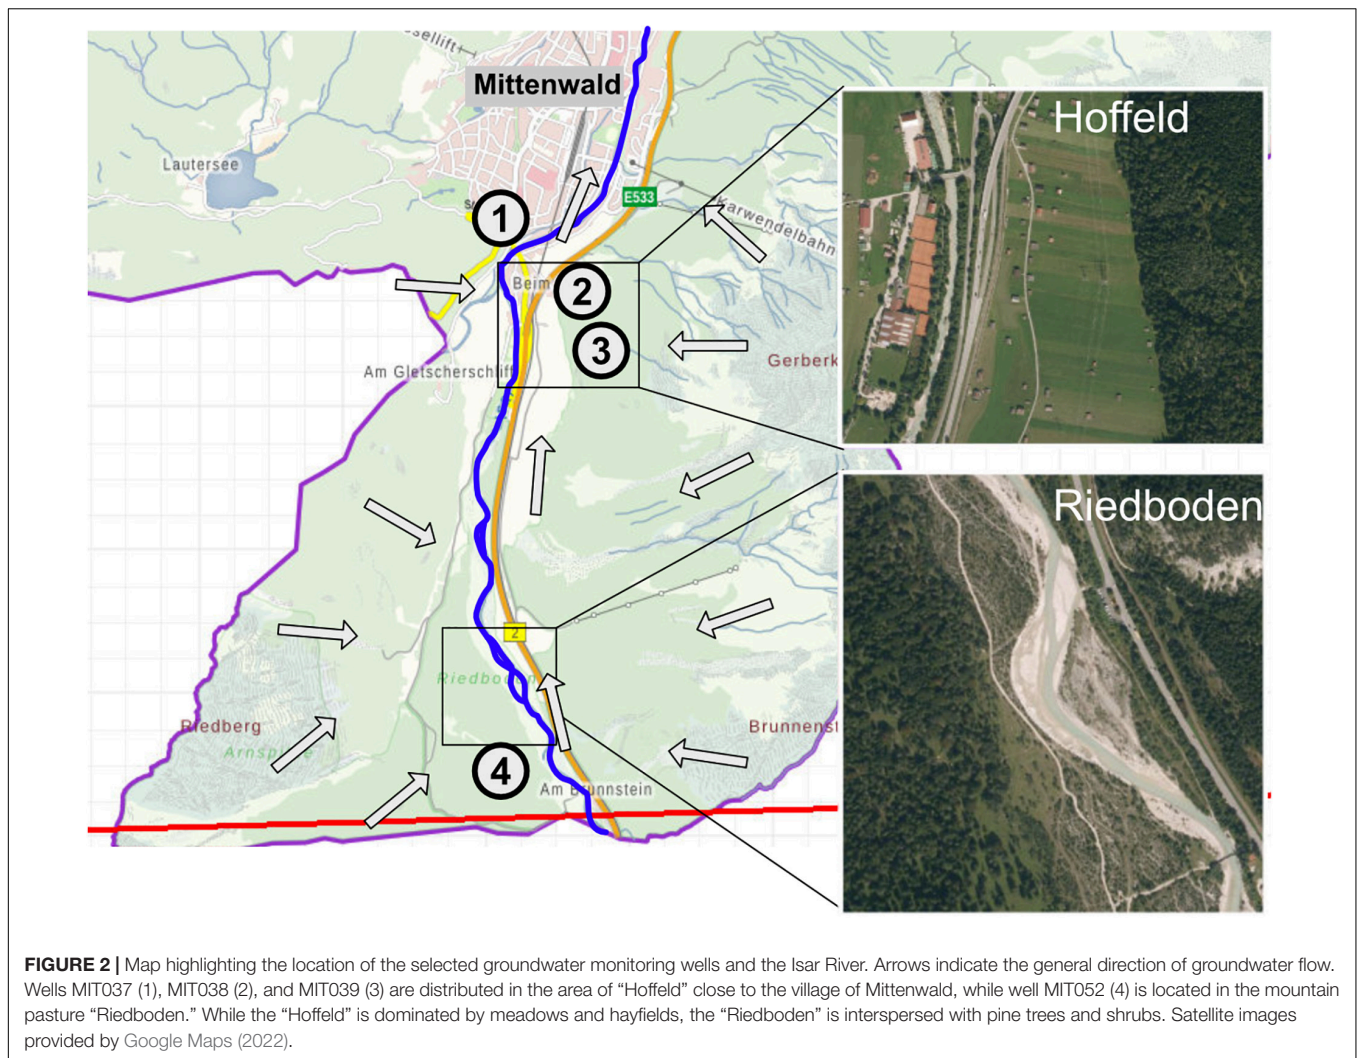 sellift
Mittenwald
Hoffeld
Lautersee
E533
Karwendelbahn
1
Beim
2
3
Gerberk
Am Gletscherschliff
Riedboden
2
Riedboden
Riedberg
Brunnenst
Arnspitze
4
Am Brunnstein
FIGURE 2 | Map highlighting the location of the selected groundwater monitoring wells and the Isar River. Arrows indicate the general direction of groundwater flow.
Wells MIT037 (1), MIT038 (2), and MIT039 (3) are distributed in the area of “Hoffeld” close to the village of Mittenwald, while well MIT052 (4) is located in the mountain
pasture “Riedboden.” While the “Hoffeld” is dominated by meadows and hayfields, the “Riedboden” is interspersed with pine trees and shrubs. Satellite images
provided by Google Maps (2022).